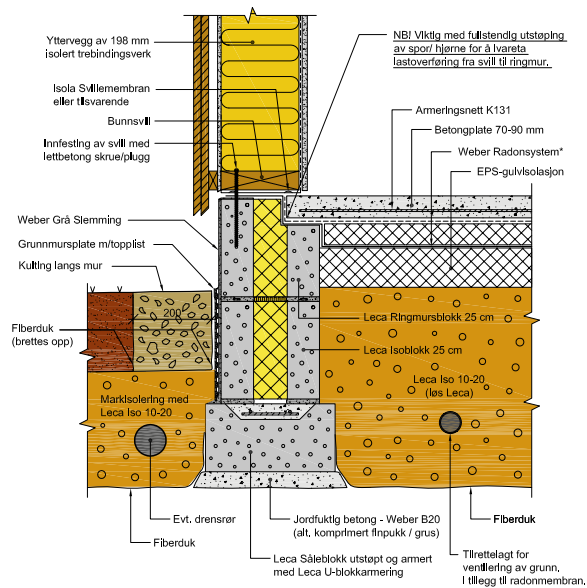 Yttervegg av 198 mm
isolert trebindingsverk
Isola Svillemembran
eller tilsvarende
Bunnsvill
Innfesting av svill med
lettbetong skrue/plugg
Weber Grå Slemming
Grunnmursplate m/topplist
Kulting langs mur
200
Fiberduk
(brettes opp)
Markisolering med
Leca Iso 10-20
Evt. drensrør
Fiberduk
NB! Viktig med fullstendig utstøping
av spor/ hjørne for å ivareta
lastoverføring fra svill til ringmur.
Armeringsnett K131
Betongplate 70-90 mm
Weber Radonsystem*
EPS-gulvisolasjon
Leca Ringmursblokk 25 cm
Leca Isoblokk 25 cm
Leca Iso 10-20
(løs Leca)
Jordfuktig betong - Weber B20
(alt. komprimert finpukk / grus)
Leca Såleblokk utstøpt og armert
med Leca U-blokkarmering
Fiberduk
Tilrettelagt for
ventilering av grunn,
i tillegg til radonmembran.